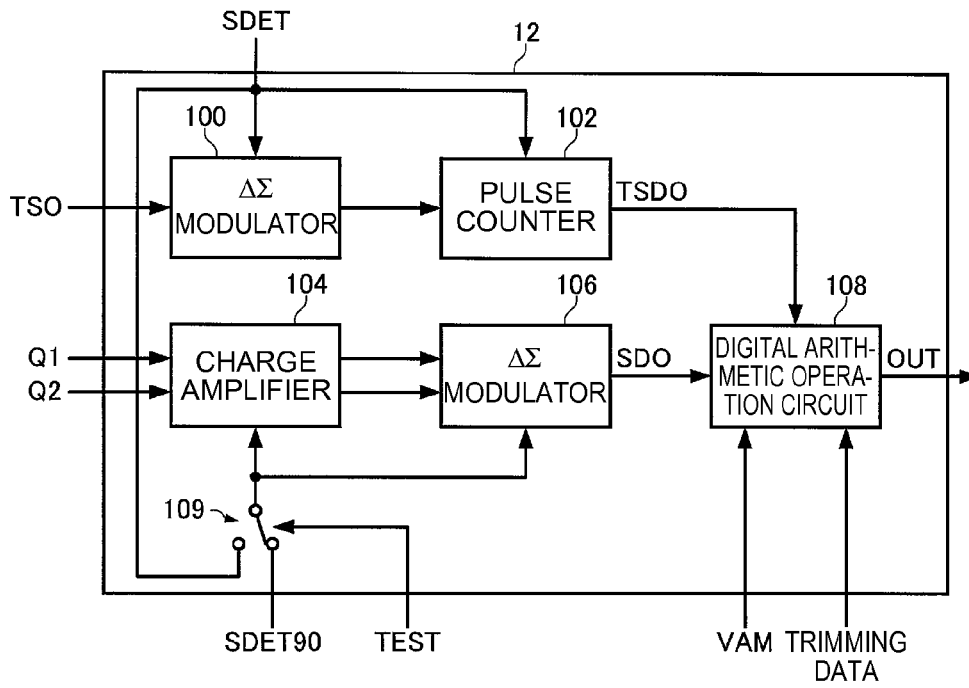 SDET
12
100
102
ΔΣ
MODULATOR
PULSE
COUNTER
TSO
TSDO
104
106
108
Q1
Q2
CHARGE
AMPLIFIER
ΔΣ
MODULATOR
SDO
DIGITAL ARITH-
METIC OPERA-
TION CIRCUIT
OUT
109
SDET90
TEST
VAM
TRIMMING
DATA